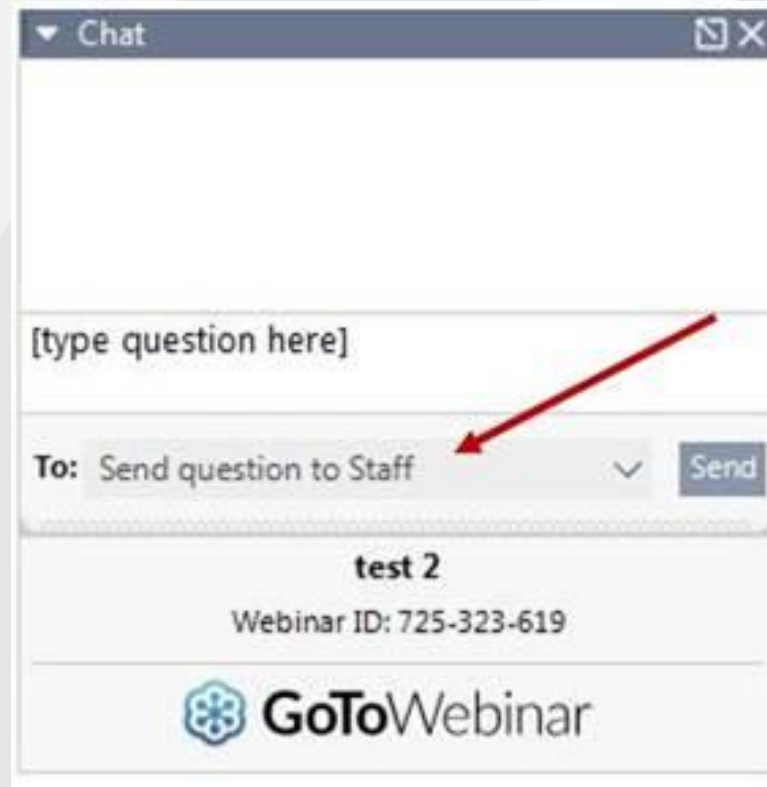 Chat
[type question here]
To: Send question to Staff Send
test 2
Webinar ID: 725-323-619
GoToWebinar